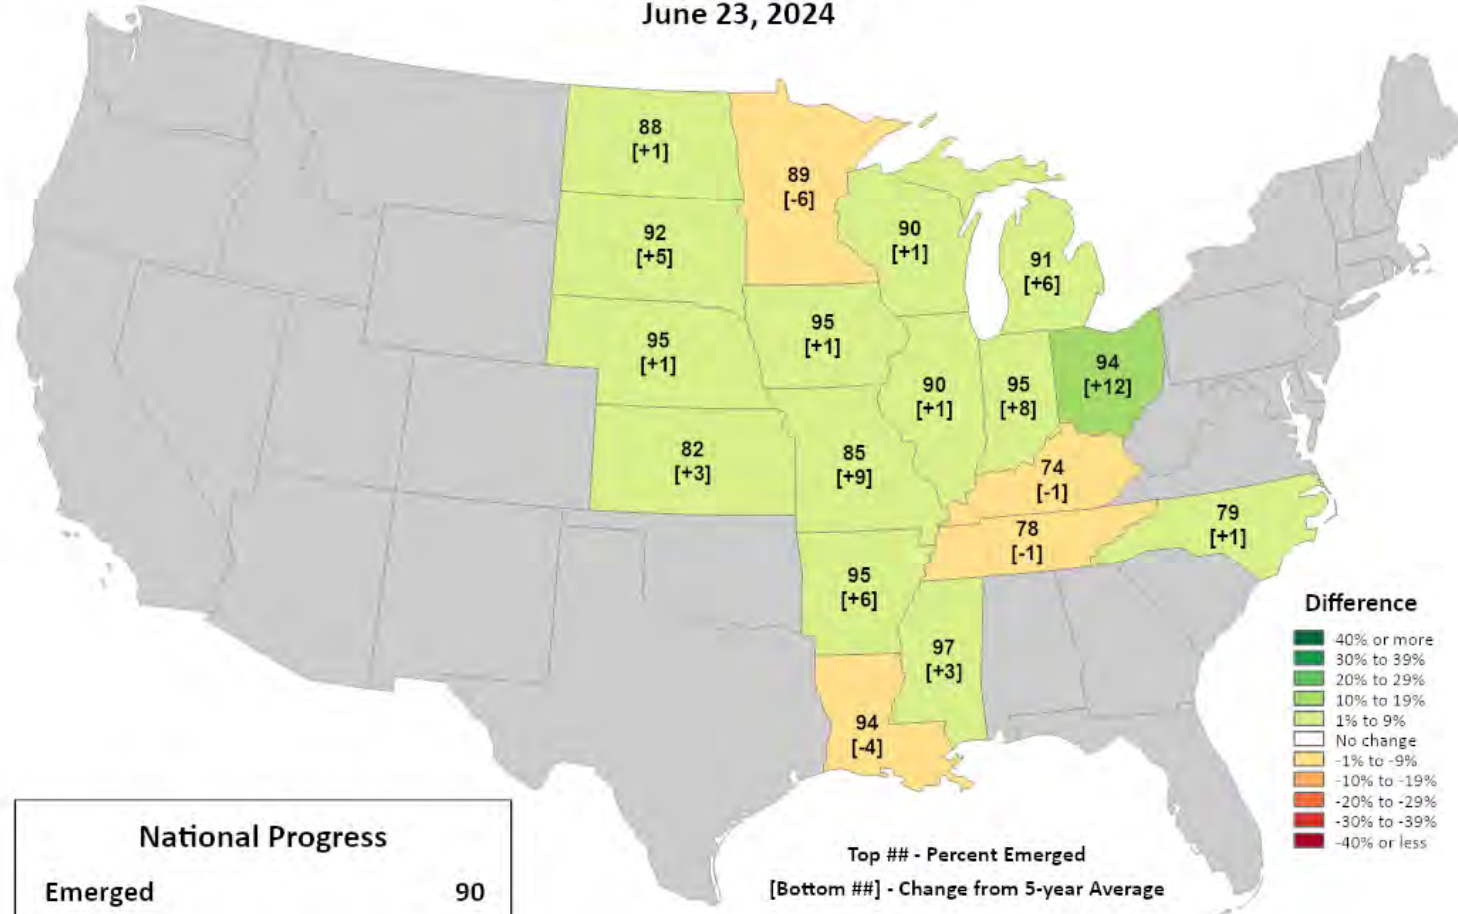 June 23, 2024
88
[+1]
89
[-6]
92
[+5]
90
[+1]
91
[+6]
95
[+1]
95
[+1]
94
[+12]
90
[+1]
95
[+8]
82
[+3]
85
[+9]
74
[-1]
78
[-1]
79
[+1]
95
[+6]
97
[+3]
94
[-4]
Difference
40% or more
30% to 39%
20% to 29%
10% to 19%
1% to 9%
No change
-1% to -9%
-10% to -19%
-20% to -29%
-30% to -39%
-40% or less
National Progress
Emerged 90
Top ## - Percent Emerged
[Bottom ##] - Change from 5-year Average